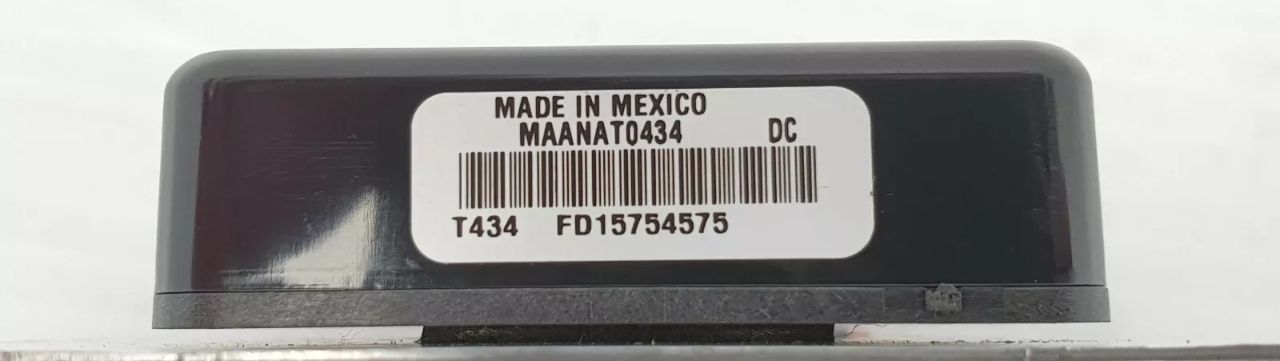 MADE IN MEXICO
MAANAT0434 DC
T434 FD15754575